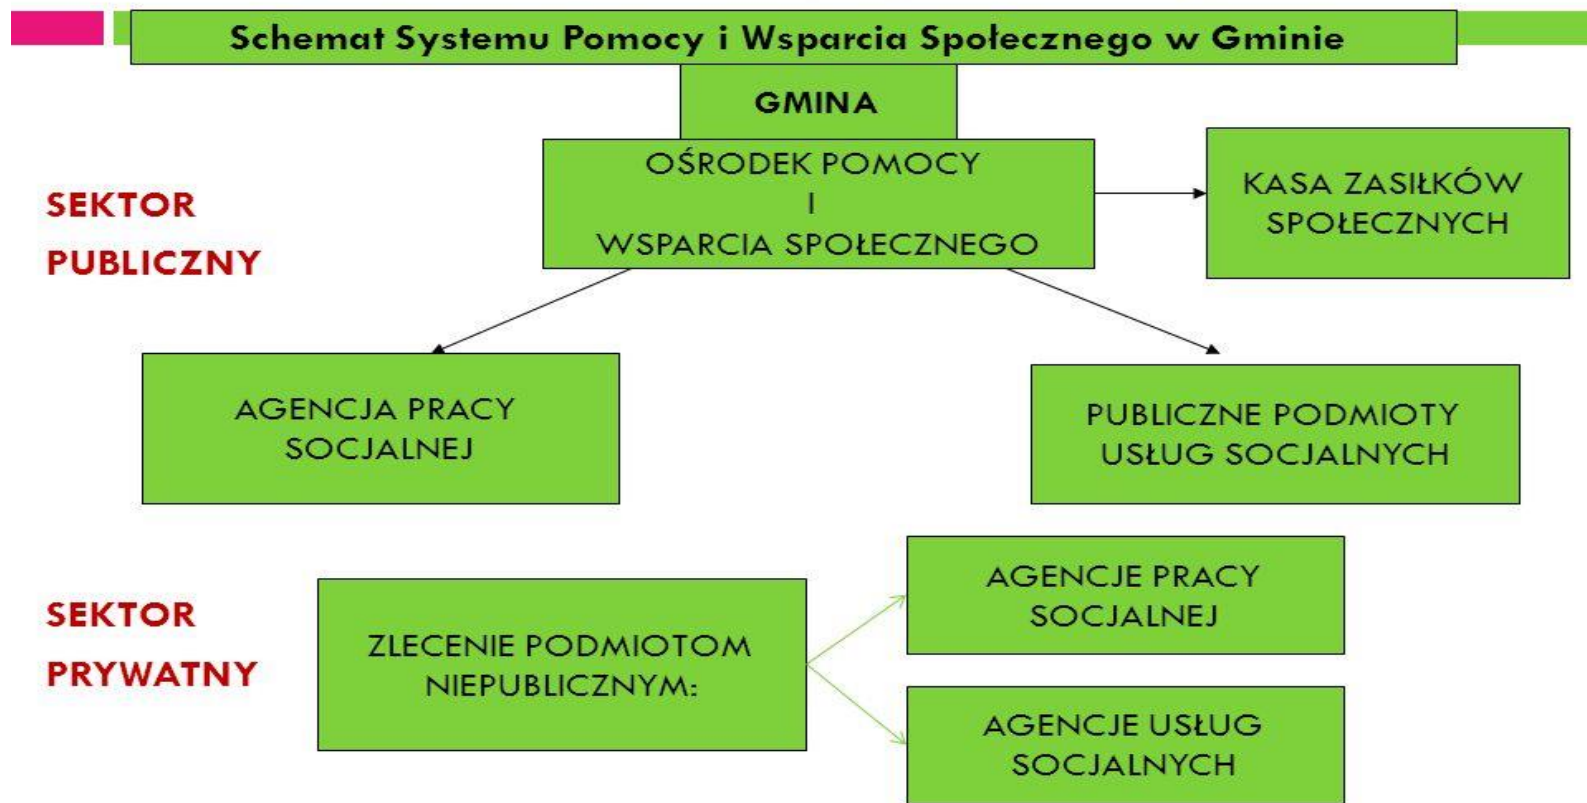 Schemat Systemu Pomocy i Wsparcia Społecznego w Gminie
GMINA
OŚRODEK POMOCY
I
WSPARCIA SPOŁECZNEGO
KASA ZASIŁKÓW
SPOŁECZNYCH
SEKTOR
PUBLICZNY
AGENCJA PRACY
SOCJALNEJ
PUBLICZNE PODMIOTY
USŁUG SOCJALNYCH
SEKTOR
PRYWATNY
ZLECENIE PODMIOTOM
NIEPUBLICZNYM:
AGENCJE PRACY
SOCJALNEJ
AGENCJE USŁUG
SOCJALNYCH